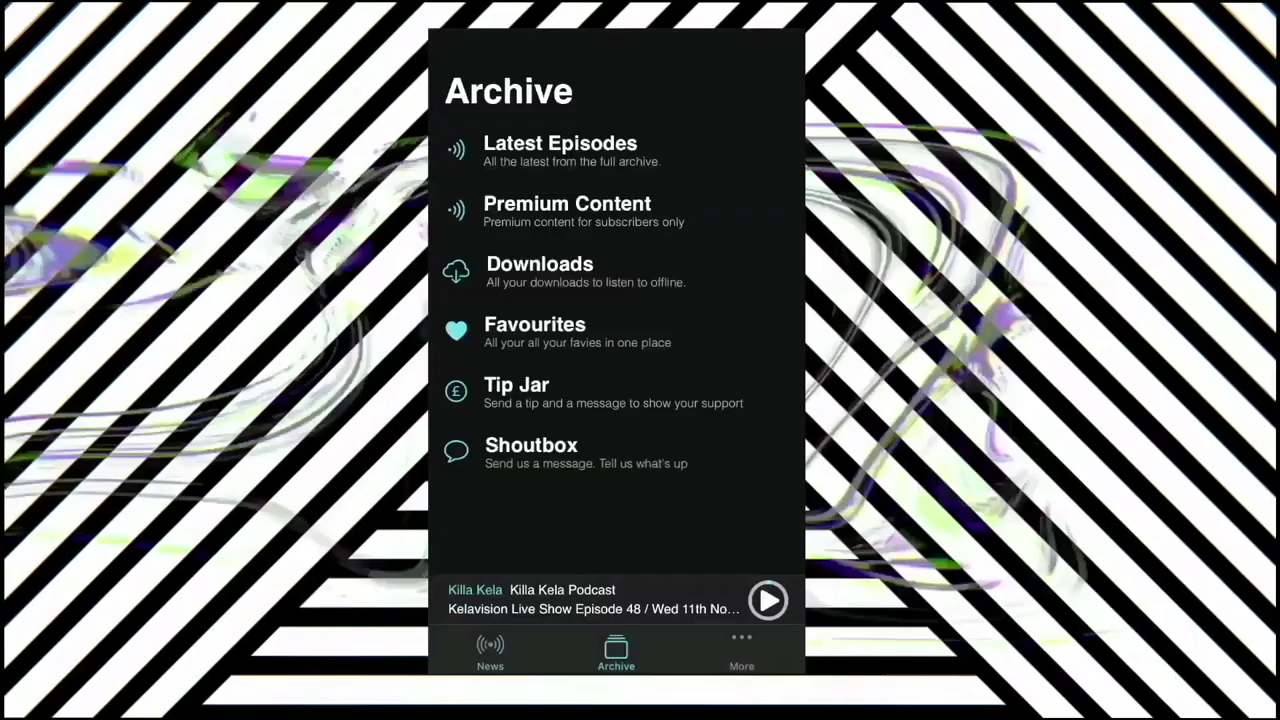 Archive
Latest Episodes
All the latest from the full archive.
Premium Content
Premium content for subscribers only
Downloads
All your downloads to listen to offline.
Favourites
All your all your favies in one place
£
Tip Jar
Send a tip and a message to show your support
Shoutbox
Send us a message. Tell us what's up
Killa Kela Killa Kela Podcast
Kelavision Live Show Episode 48 / Wed 11th No...
News Archive More